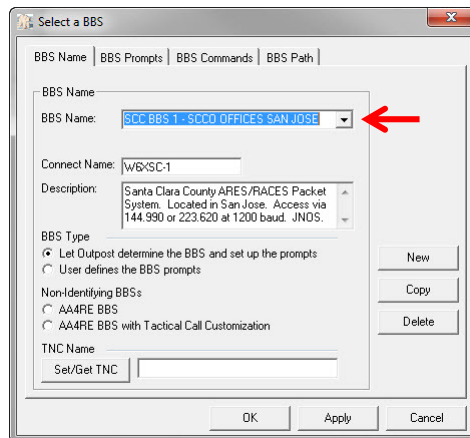 Select a BBS
BBS Name BBS Prompts BBS Commands BBS Path
BBS Name
BBS Name: SCC BBS 1 - SCCO OFFICES SAN JOSE
Connect Name: W6XSC-1
Description: Santa Clara County ARES/RACES Packet
System. Located in San Jose. Access via
144.990 or 223.620 at 1200 baud. JNOS.
BBS Type
Let Outpost determine the BBS and set up the prompts
User defines the BBS prompts
Non-Identifying BBSs
AA4RE BBS
AA4RE BBS with Tactical Call Customization
TNC Name
Set/Get TNC
New
Copy
Delete
OK Apply Cancel